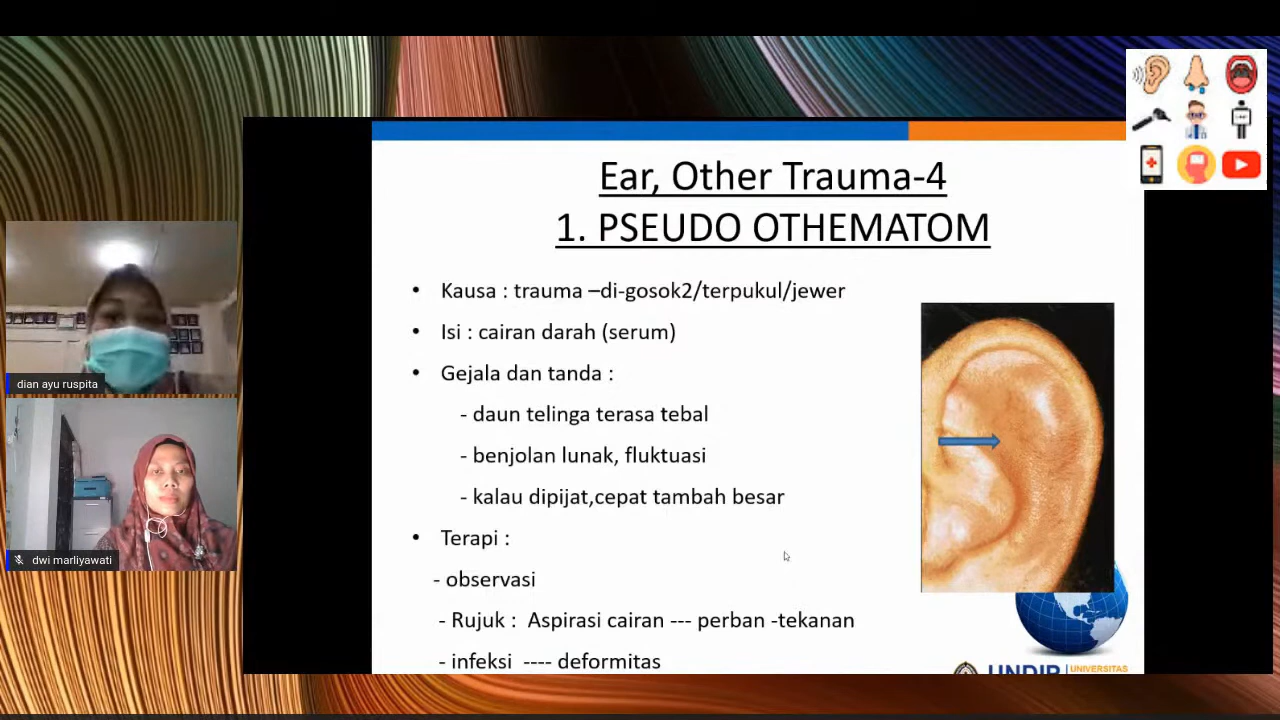 Ear, Other Trauma-4
1. PSEUDO OTHEMATOM
• Kausa : trauma –di-gosok2/terpukul/jewer
• Isi : cairan darah (serum)
• Gejala dan tanda :
- daun telinga terasa tebal
- benjolan lunak, fluktuasi
- kalau dipijat,cepat tambah besar
• Terapi :
- observasi
- Rujuk : Aspirasi cairan --- perban -tekanan
- infeksi ---- deformitas
UNDIP UNIVERSITAS
dian ayu ruspita
dwi marliyawati